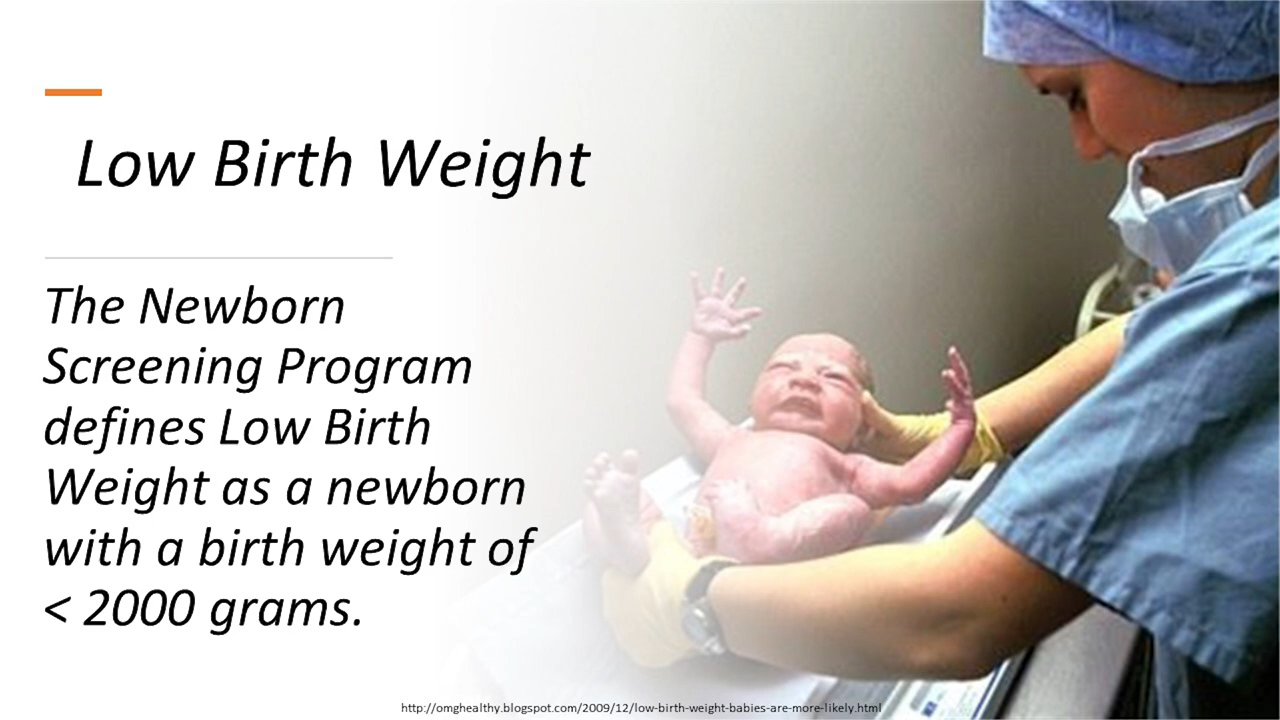 Low Birth Weight
The Newborn
Screening Program
defines Low Birth
Weight as a newborn
with a birth weight of
< 2000 grams.
http://omghealthy.blogspot.com/2009/12/low-birth-weight-babies-are-more-likely.html